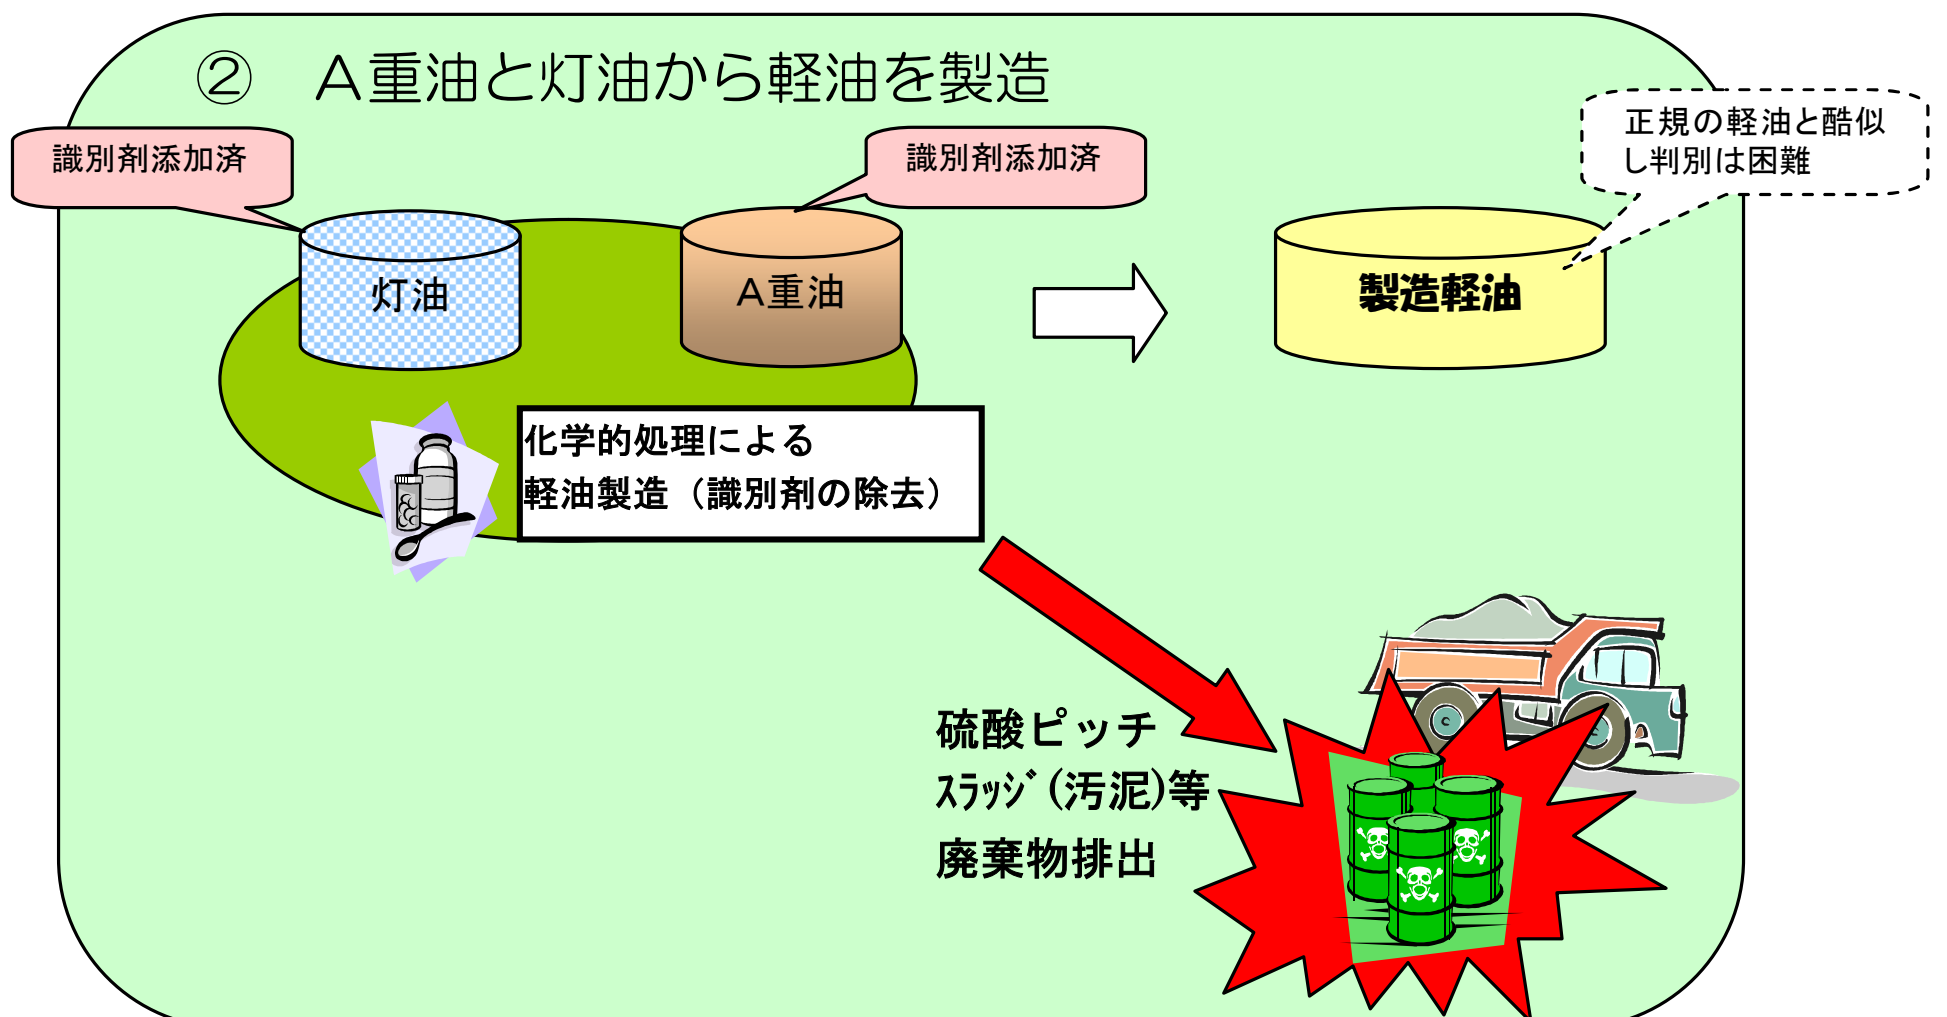 ②　A重油と灯油から軽油を製造
識別剤添加済
識別剤添加済
正規の軽油と酷似
し判別は困難
灯油
A重油
製造軽油
化学的処理による
軽油製造（識別剤の除去）
硫酸ピッチ
ｽﾗｯｼﾞ(汚泥)等
廃棄物排出